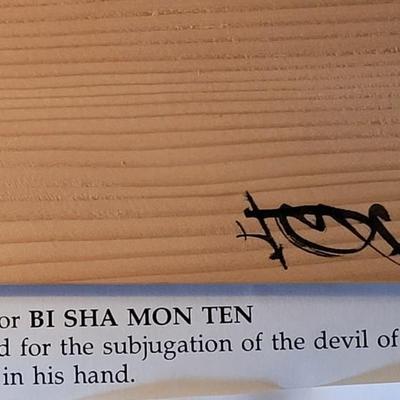 or BI SHA MON TEN
d for the subjugation of the devil of
in his hand.